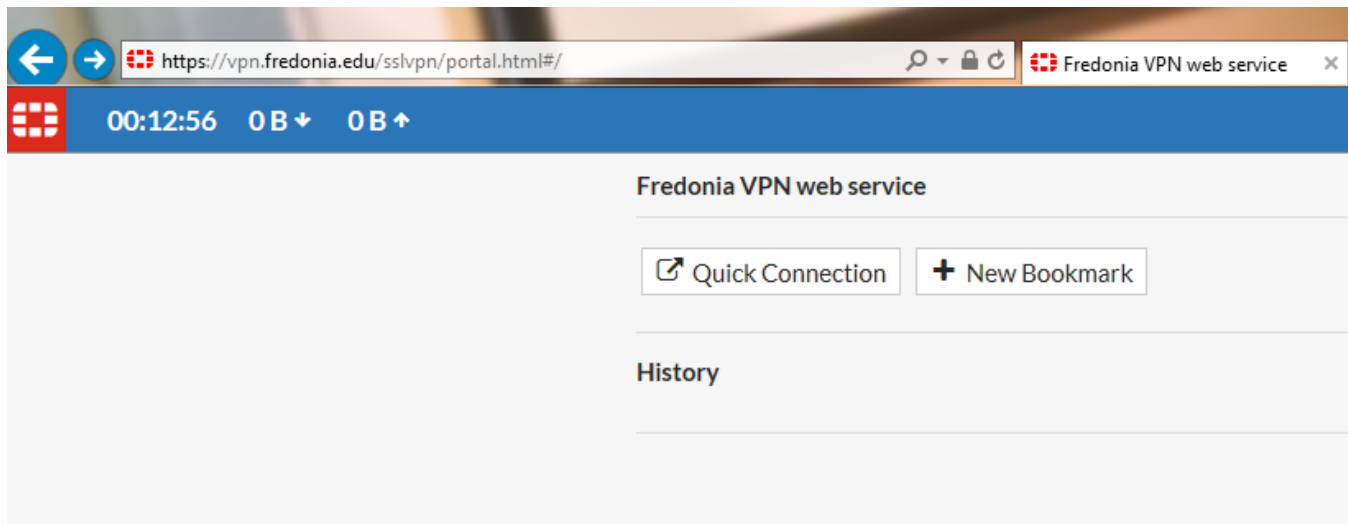 https://vpn.fredonia.edu/sslvpn/portal.html#/
Fredonia VPN web service
00:12:56 0 B 0 B
Fredonia VPN web service
Quick Connection
New Bookmark
History